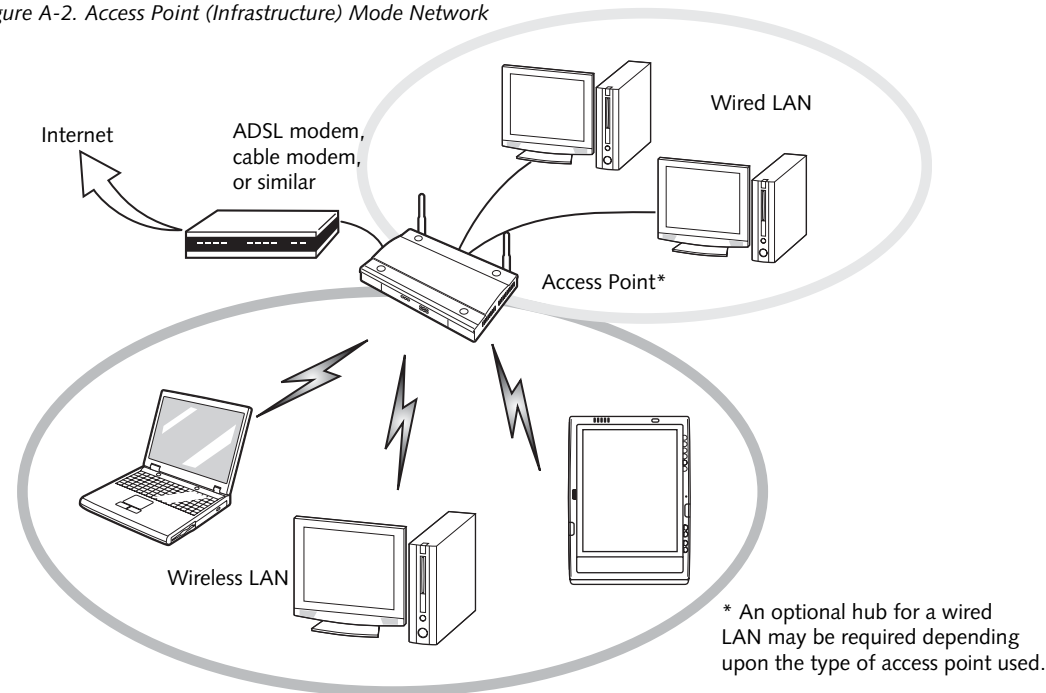 gure A-2. Access Point (Infrastructure) Mode Network
Internet
ADSL modem,
cable modem,
or similar
Wired LAN
Access Point*
Wireless LAN
* An optional hub for a wired
LAN may be required depending
upon the type of access point used.